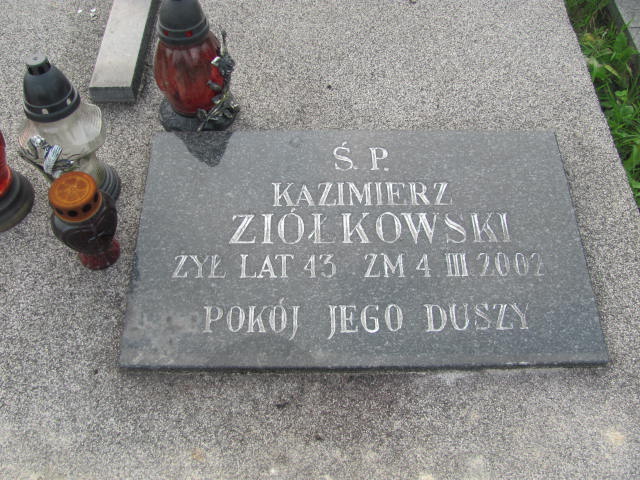 Ś. P.
KAZIMIERZ
ZIÓŁKOWSKI
ŻYŁ LAT 43 ZM 4 III 2002
POKÓJ JEGO DUSZY